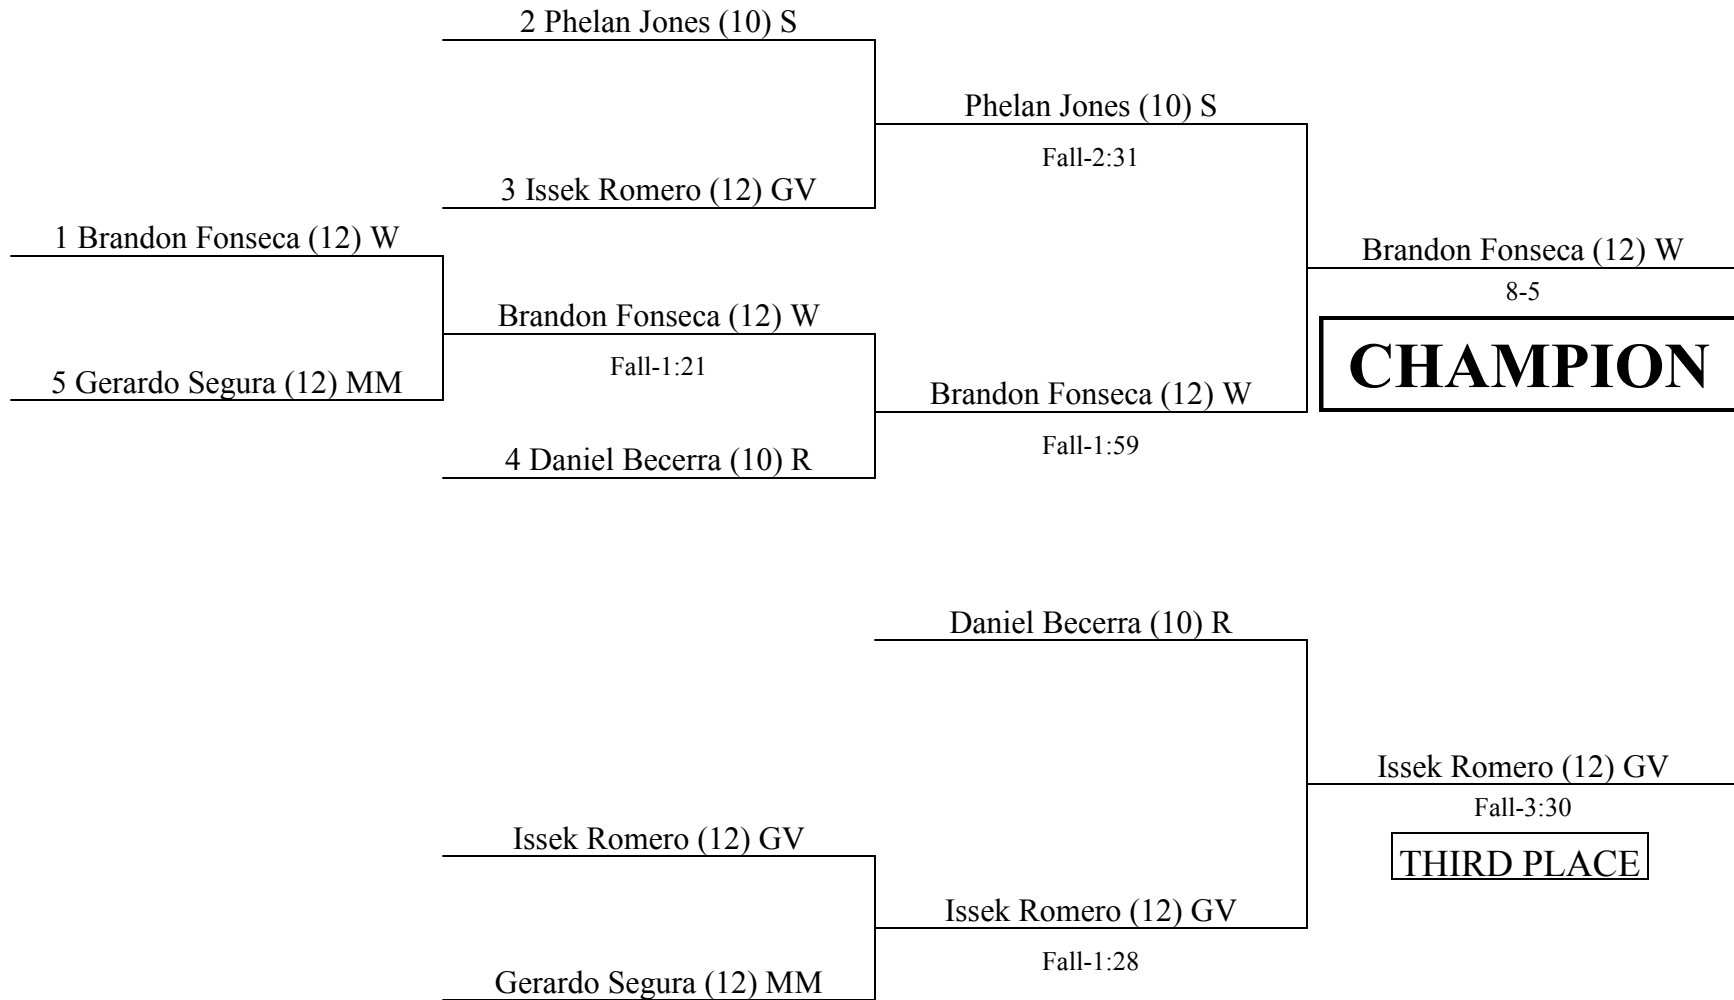 2 Phelan Jones (10) S
Phelan Jones (10) S
Fall-2:31
3 Issek Romero (12) GV
1 Brandon Fonseca (12) W
Brandon Fonseca (12) W
8-5
Brandon Fonseca (12) W
Fall-1:21
CHAMPION
5 Gerardo Segura (12) MM
Brandon Fonseca (12) W
Fall-1:59
4 Daniel Becerra (10) R
Daniel Becerra (10) R
Issek Romero (12) GV
Fall-3:30
Issek Romero (12) GV
THIRD PLACE
Issek Romero (12) GV
Fall-1:28
Gerardo Segura (12) MM